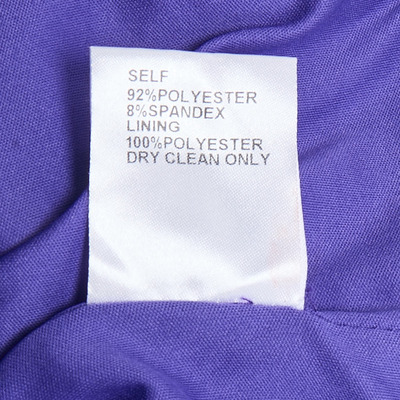 SELF
92%POLYESTER
8%SPANDEX
LINING
100%POLYESTER
DRY CLEAN ONLY